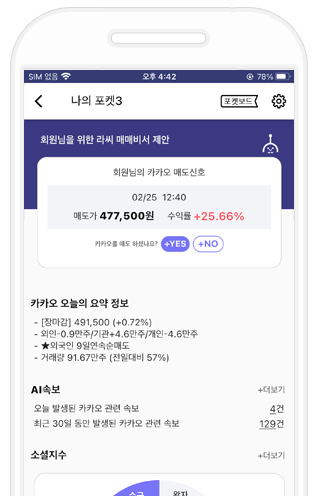 SIM 없음
오후 4:42
78%
나의 포켓3
포켓보드
회원님을 위한 라씨 매매비서 제안
회원님의 카카오 매도신호
02/25 12:40
매도가 477,500원 수익률 +25.66%
카카오를 매도 하셨나요? +YES +NO
카카오 오늘의 요약 정보
- [장마감] 491,500 (+0.72%)
- 외인-0.9만주/기관+4.6만주/개인-4.6만주
- ★외국인 9일연속순매도
- 거래량 91.67만주 (전일대비 57%)
AI속보 +더보기
오늘 발생된 카카오 관련 속보 4건
최근 30일 동안 발생된 카카오 관련 속보 129건
소셜지수 +더보기